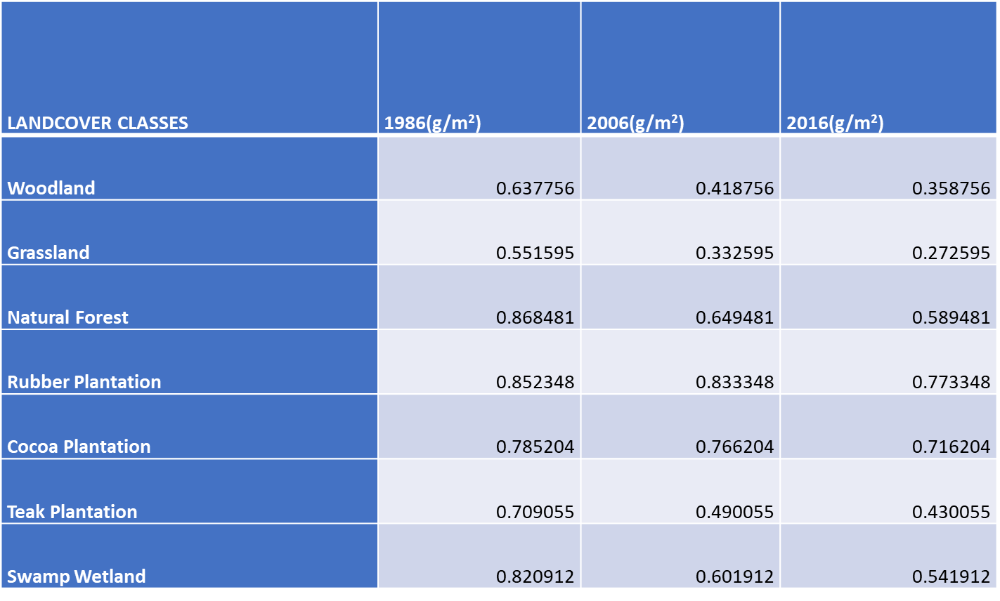 LANDCOVER CLASSES 1986(g/m²) 2006(g/m²) 2016(g/m²)
Woodland 0.637756 0.418756 0.358756
Grassland 0.551595 0.332595 0.272595
Natural Forest 0.868481 0.649481 0.589481
Rubber Plantation 0.852348 0.833348 0.773348
Cocoa Plantation 0.785204 0.766204 0.716204
Teak Plantation 0.709055 0.490055 0.430055
Swamp Wetland 0.820912 0.601912 0.541912